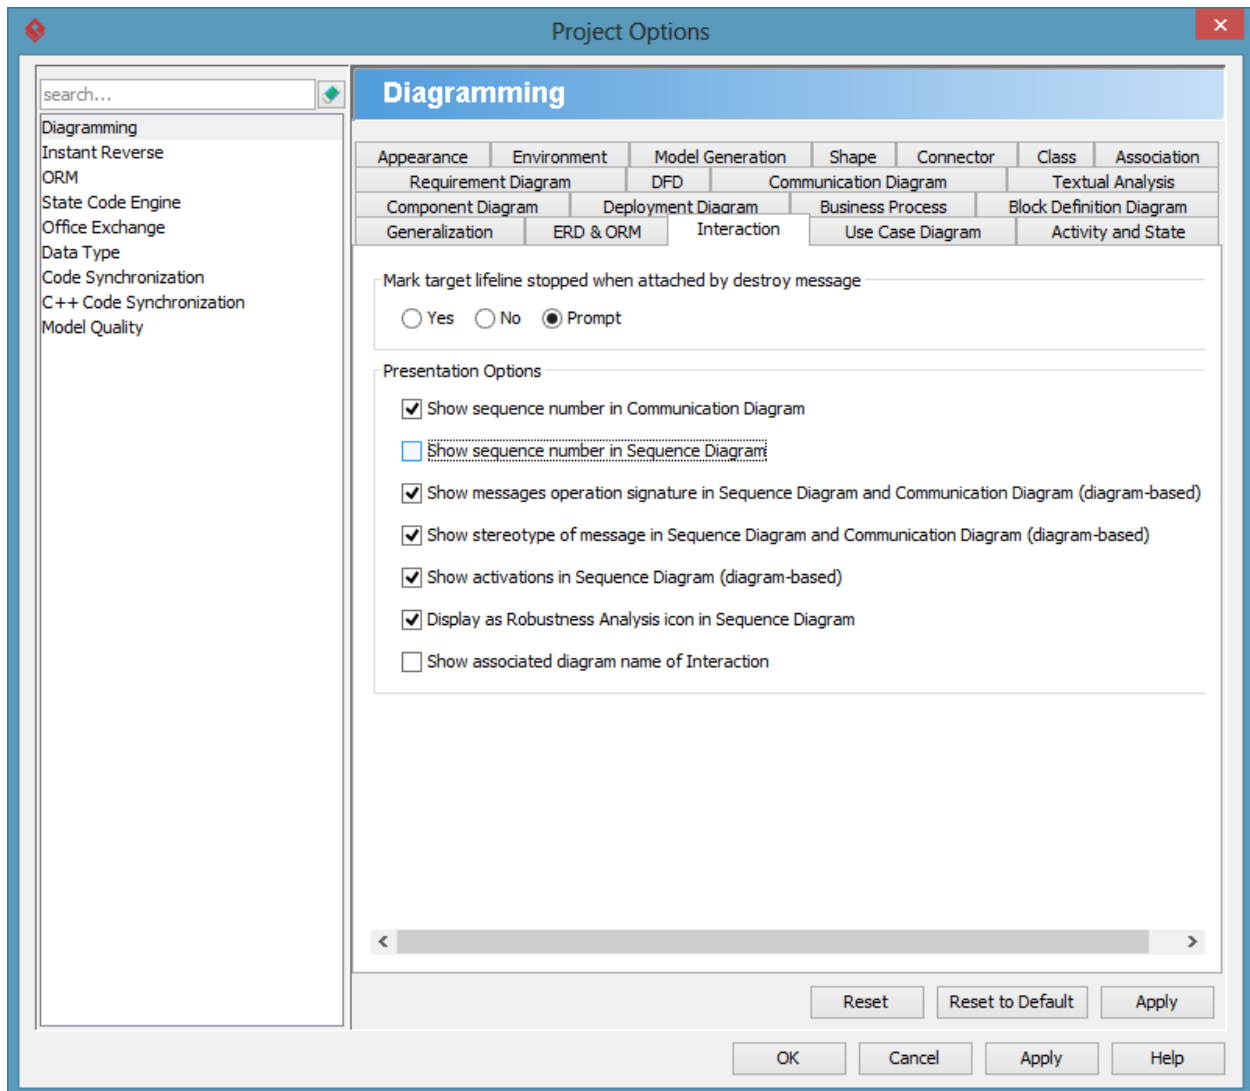 Project Options
search...
Diagramming
Instant Reverse
ORM
State Code Engine
Office Exchange
Data Type
Code Synchronization
C++ Code Synchronization
Model Quality
Diagramming
Appearance Environment Model Generation Shape Connector Class Association
Requirement Diagram DFD Communication Diagram Textual Analysis
Component Diagram Deployment Diagram Business Process Block Definition Diagram
Generalization ERD & ORM Interaction Use Case Diagram Activity and State
Mark target lifeline stopped when attached by destroy message
Yes No Prompt
Presentation Options
Show sequence number in Communication Diagram
Show sequence number in Sequence Diagram
Show messages operation signature in Sequence Diagram and Communication Diagram (diagram-based)
Show stereotype of message in Sequence Diagram and Communication Diagram (diagram-based)
Show activations in Sequence Diagram (diagram-based)
Display as Robustness Analysis icon in Sequence Diagram
Show associated diagram name of Interaction
Reset Reset to Default Apply
OK Cancel Apply Help